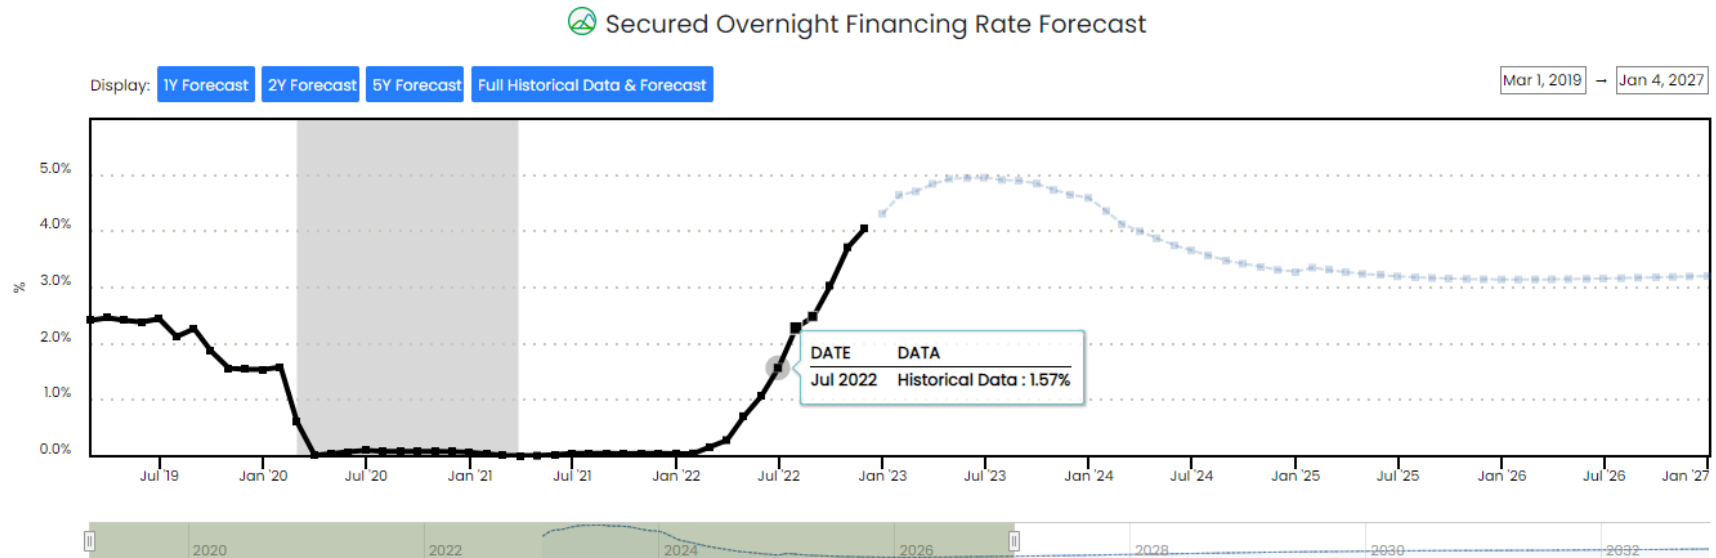 Secured Overnight Financing Rate Forecast
Display: 1Y Forecast 2Y Forecast 5Y Forecast Full Historical Data & Forecast Mar 1, 2019 → Jan 4, 2027
5.0%
4.0%
3.0%
%
2.0%
1.0%
0.0%
DATE DATA
Jul 2022 Historical Data : 1.57%
Jul '19 Jan '20 Jul '20 Jan '21 Jul '21 Jan '22 Jul '22 Jan '23 Jul '23 Jan '24 Jul '24 Jan '25 Jul '25 Jan '26 Jul '26 Jan '27
2020 2022 2024 2026 2028 2030 2032